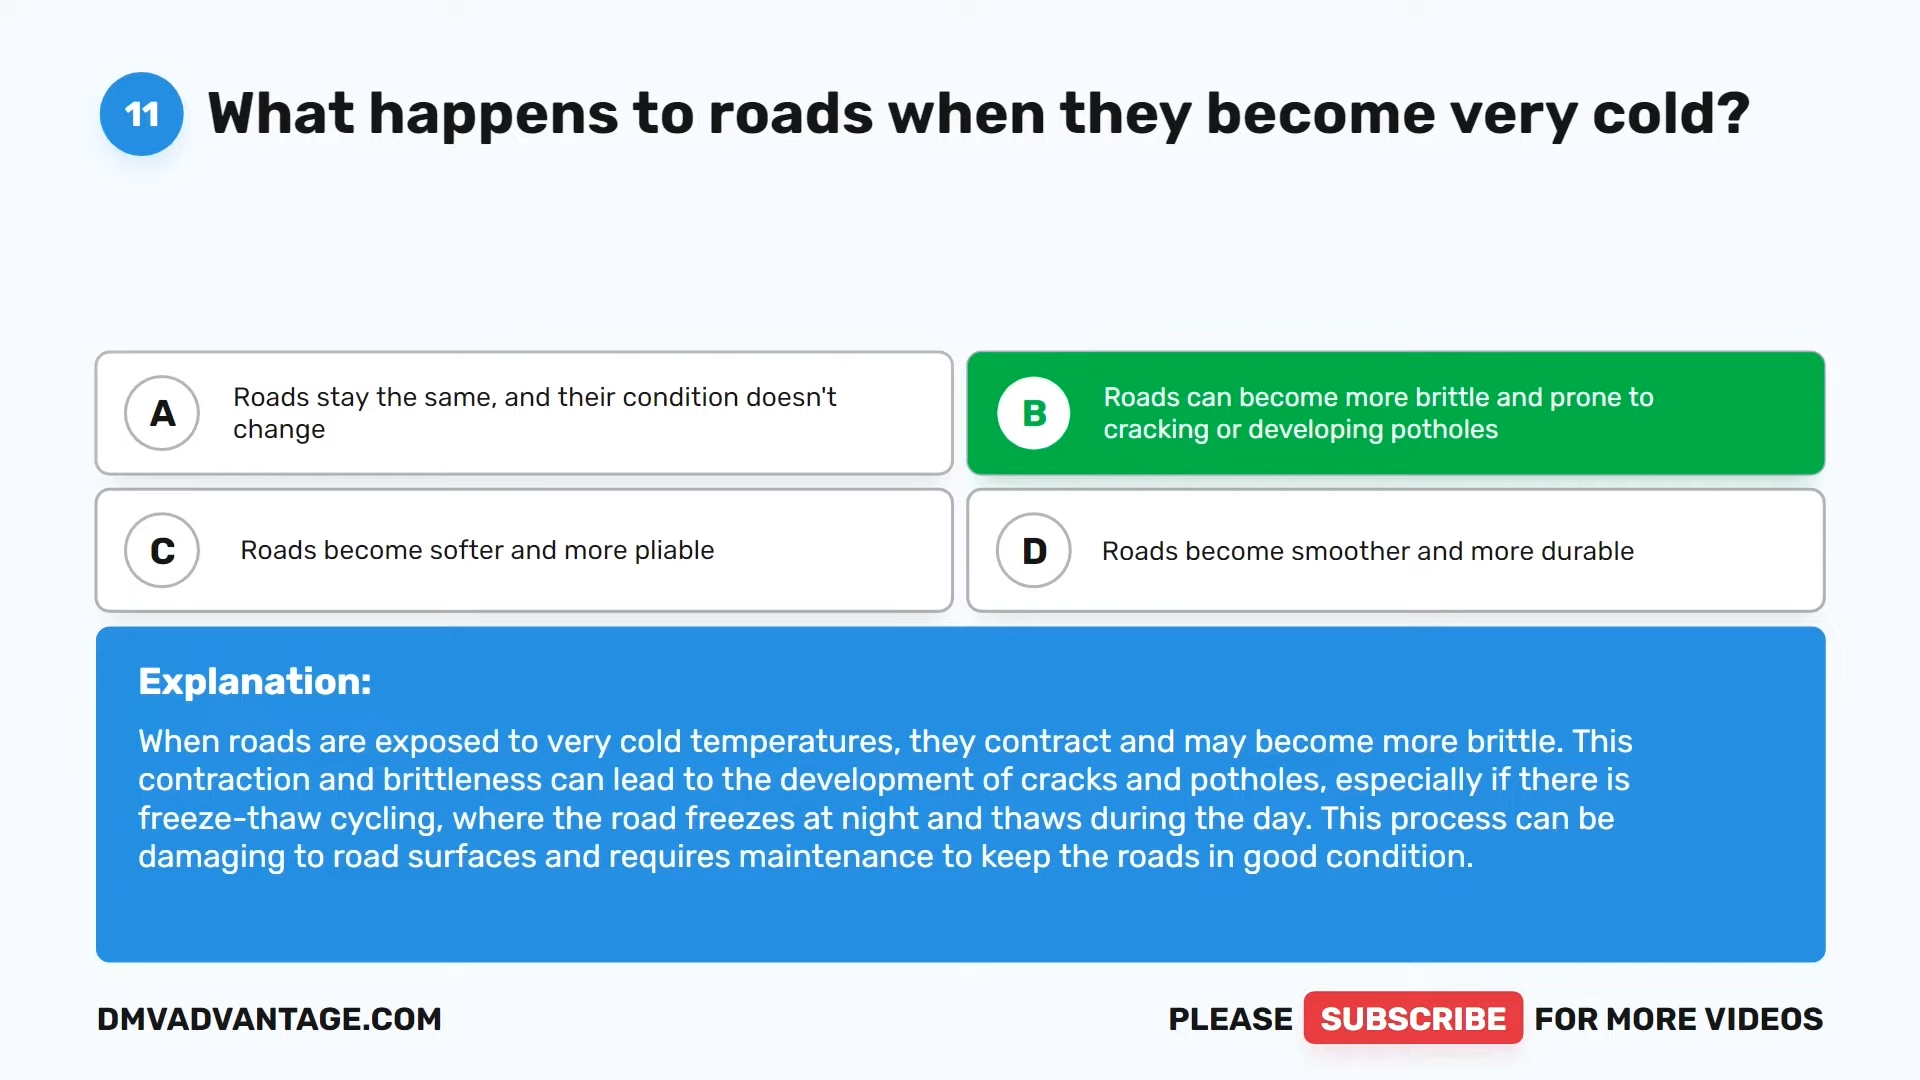 11
What happens to roads when they become very cold?
A
Roads stay the same, and their condition doesn't
change
B
Roads can become more brittle and prone to
cracking or developing potholes
C
Roads become softer and more pliable
D
Roads become smoother and more durable
Explanation:
When roads are exposed to very cold temperatures, they contract and may become more brittle. This
contraction and brittleness can lead to the development of cracks and potholes, especially if there is
freeze-thaw cycling, where the road freezes at night and thaws during the day. This process can be
damaging to road surfaces and requires maintenance to keep the roads in good condition.
DMVADVANTAGE.COM
PLEASE SUBSCRIBE FOR MORE VIDEOS